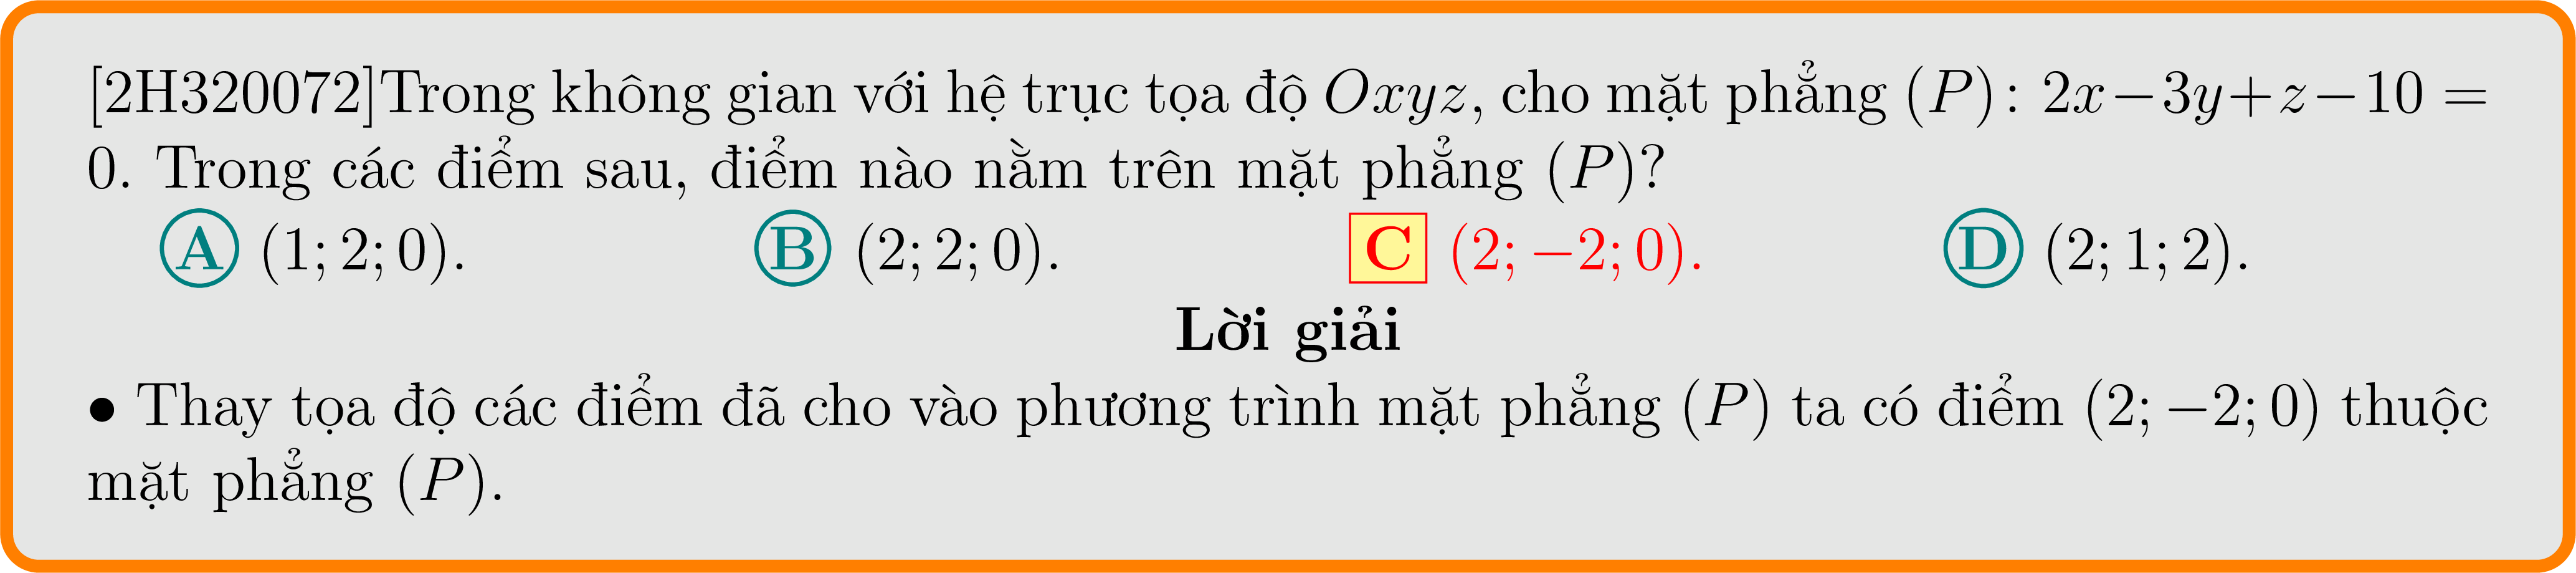 [2H320072]Trong không gian với hệ trục tọa độ Oxyz, cho mặt phẳng (P): 2x−3y+z−10 =
0. Trong các điểm sau, điểm nào nằm trên mặt phẳng (P)?
A (1; 2; 0). B (2; 2; 0). C (2; −2; 0). D (2; 1; 2).
Lời giải
• Thay tọa độ các điểm đã cho vào phương trình mặt phẳng (P) ta có điểm (2; −2; 0) thuộc
mặt phẳng (P).